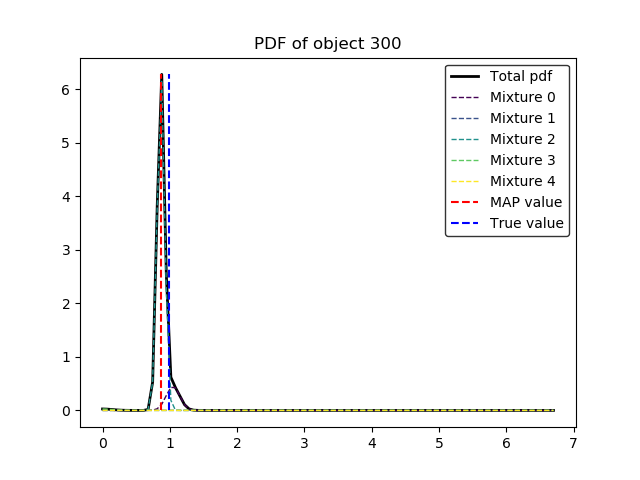 PDF of object 300
Total pdf
Mixture 0
Mixture 1
Mixture 2
Mixture 3
Mixture 4
MAP value
True value
6
5
4
3
2
1
0
0 1 2 3 4 5 6 7